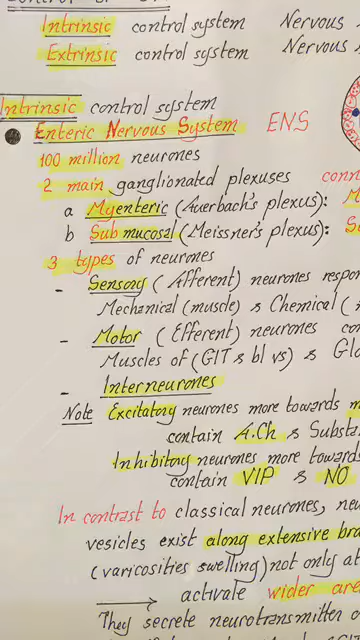 Intrinsic control system Nervous
Extrinsic control system Nervous
Intrinsic control system
Enteric Nervous System ENS
100 million neurones
2 main ganglionated plexuses
a Myenteric (Auerbach's plexus):
b Submucosal (Meissner's plexus):
3 types of neurones
- Sensory (Afferent) neurones
Mechanical (muscle) & Chemical
- Motor (Efferent) neurones
Muscles of (GIT & bl vs) &
- Interneurones
Note Excitatory neurones more towards
contain A.Ch &
Inhibitory neurones more towards
contain VIP & NO
In contrast to classical neurones,
vesicles exist along extensive
(varicosities swelling) not only at
→ activate wider
They secrete neurotransmitter